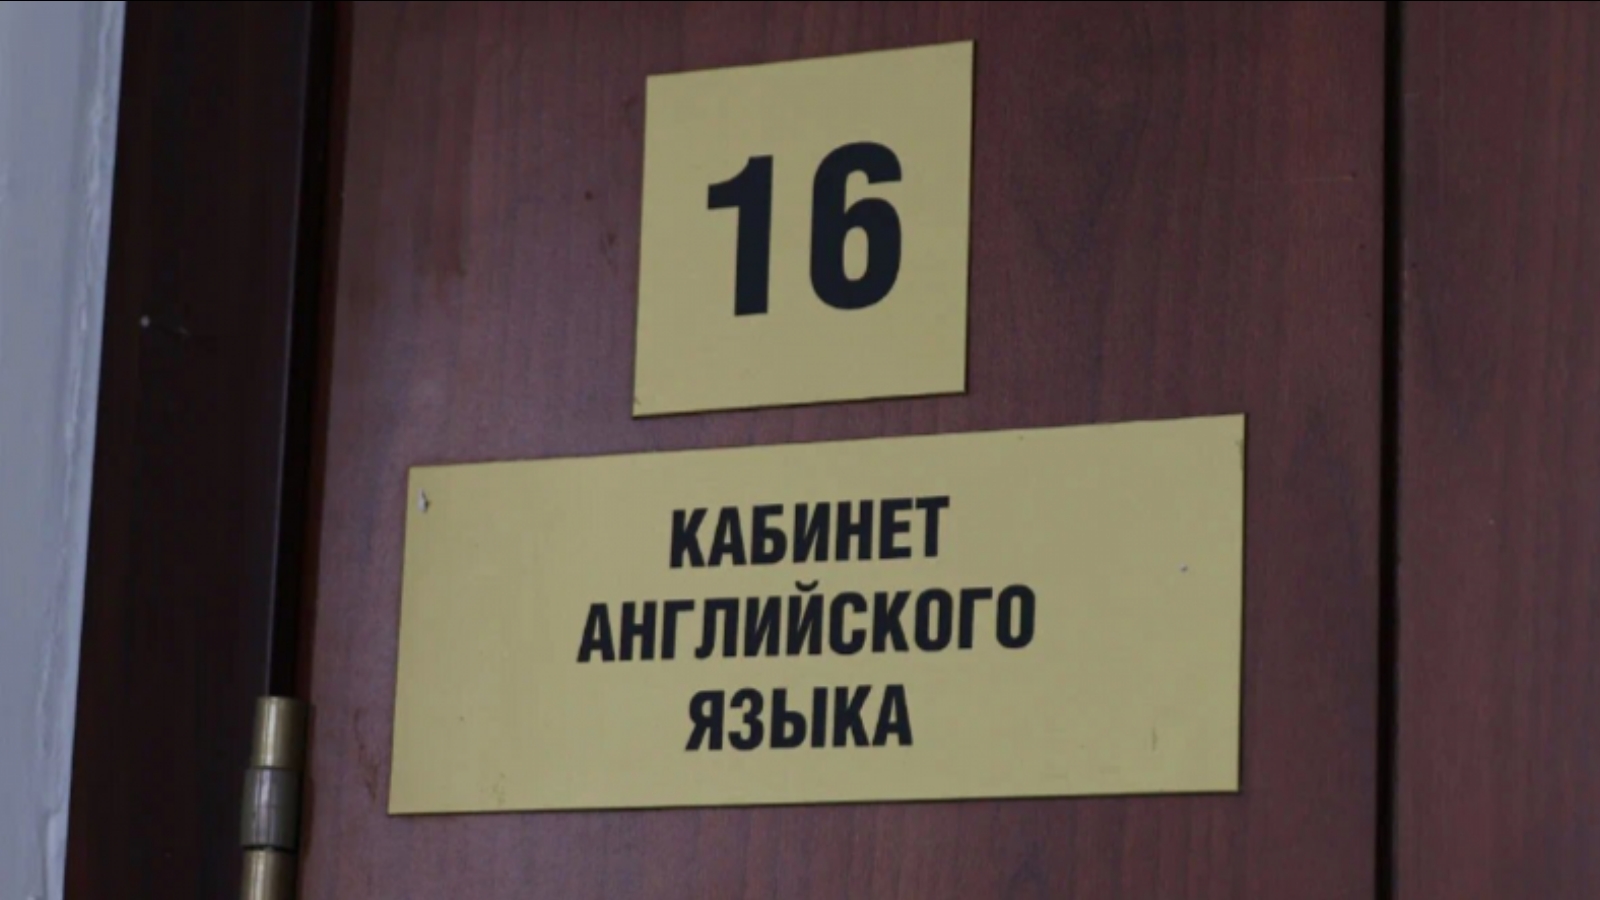 16
КАБИНЕТ
АНГЛИЙСКОГО
ЯЗЫКА